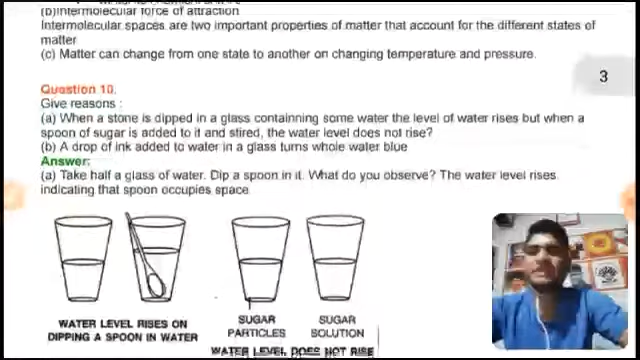 (b)Intermolecular force of attraction
Intermolecular spaces are two important properties of matter that account for the different states of
matter
(c) Matter can change from one state to another on changing temperature and pressure.
3
Question 10.
Give reasons :
(a) When a stone is dipped in a glass containning some water the level of water rises but when a
spoon of sugar is added to it and stired, the water level does not rise?
(b) A drop of ink added to water in a glass turns whole water blue
Answer:
(a) Take half a glass of water. Dip a spoon in it. What do you observe? The water level rises
indicating that spoon occupies space
WATER LEVEL RISES ON
DIPPING A SPOON IN WATER
SUGAR
PARTICLES
SUGAR
SOLUTION
WATER LEVEL DOES NOT RISE